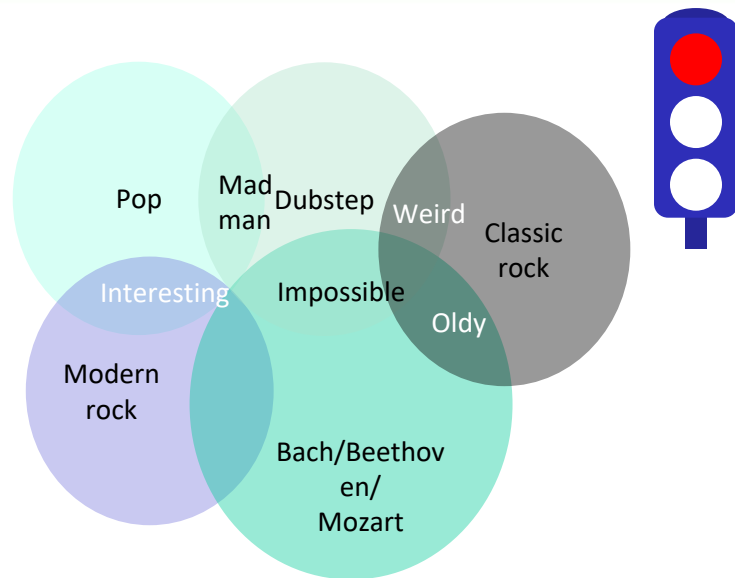 Pop
Mad
man
Dubstep
Weird
Classic
rock
Interesting
Impossible
Oldy
Modern
rock
Bach/Beethov
en/
Mozart